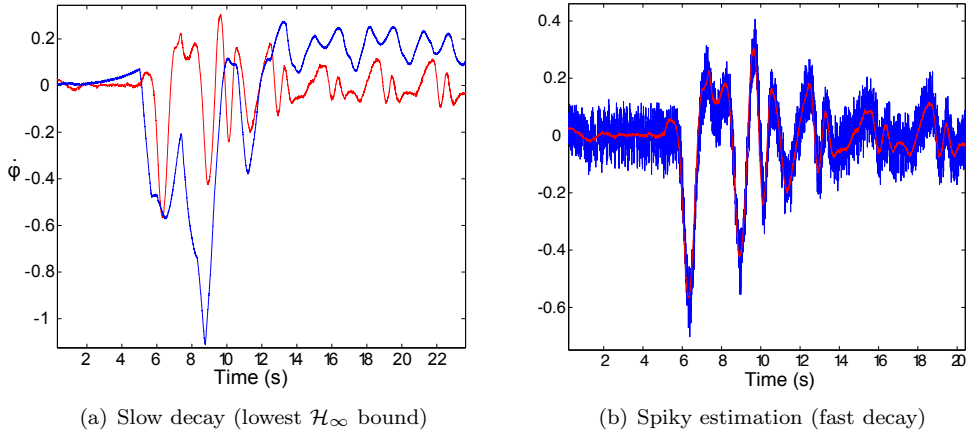 0.2
0
-0.2
-0.4
-0.6
-0.8
-1
φ̇
2 4 6 8 10 12 14 16 18 20 22
Time (s)
(a) Slow decay (lowest ℋ∞ bound)
0.4
0.2
0
-0.2
-0.4
-0.6
2 4 6 8 10 12 14 16 18 20
Time (s)
(b) Spiky estimation (fast decay)